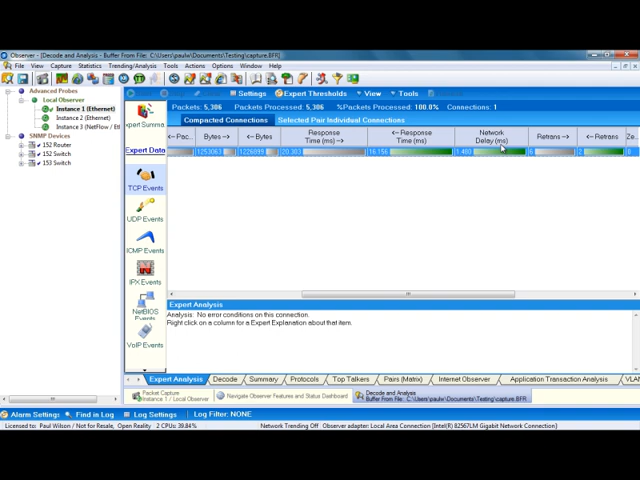 Observer - [Decode and Analysis - Buffer From File: C:\Users\paulw\Documents\Testing\capture.BFR]
File View Capture Statistics Trending/Analysis Tools Actions Options Window Help
Advanced Probes
Local Observer
Instance 1 (Ethernet)
Instance 2 (Ethernet)
Instance 3 (NetFlow / Et
SNMP Devices
152 Router
152 Switch
153 Switch
Settings Expert Thresholds View Tools
Packets: 5,306 Packets Processed: 5,306 %Packets Processed: 100.0% Connections: 1
Compacted Connections Selected Pair Individual Connections
<-Pac... Bytes-> <-Bytes Response Time (ms)-> <-Response Time (ms) Network Delay (ms) Retrans-> <-Retrans Ze...
1253063 1226899 20.303 16.156 1.480 6 2 0
xpert Summa
Expert Data
TCP Events
UDP Events
ICMP Events
IPX Events
NetBIOS Events
VoIP Events
Expert Analysis
Analysis: No error conditions on this connection.
Right click on a column for a Expert Explanation about that item.
Expert Analysis Decode Summary Protocols Top Talkers Pairs (Matrix) Internet Observer Application Transaction Analysis VLAN
Packet Capture
Instance 1 / Local Observer
Navigate Observer Features and Status Dashboard
Decode and Analysis
Buffer From File: C:\Users\paulw\Documents\Testing\capture.BFR
Alarm Settings Find in Log Log Settings Log Filter: NONE
Licensed to: Paul Wilson / Not for Resale, Open Reality 2 CPUs: 39.84% Network Trending Off Observer adapter: Local Area Connection [Intel(R) 82567LM Gigabit Network Connection]